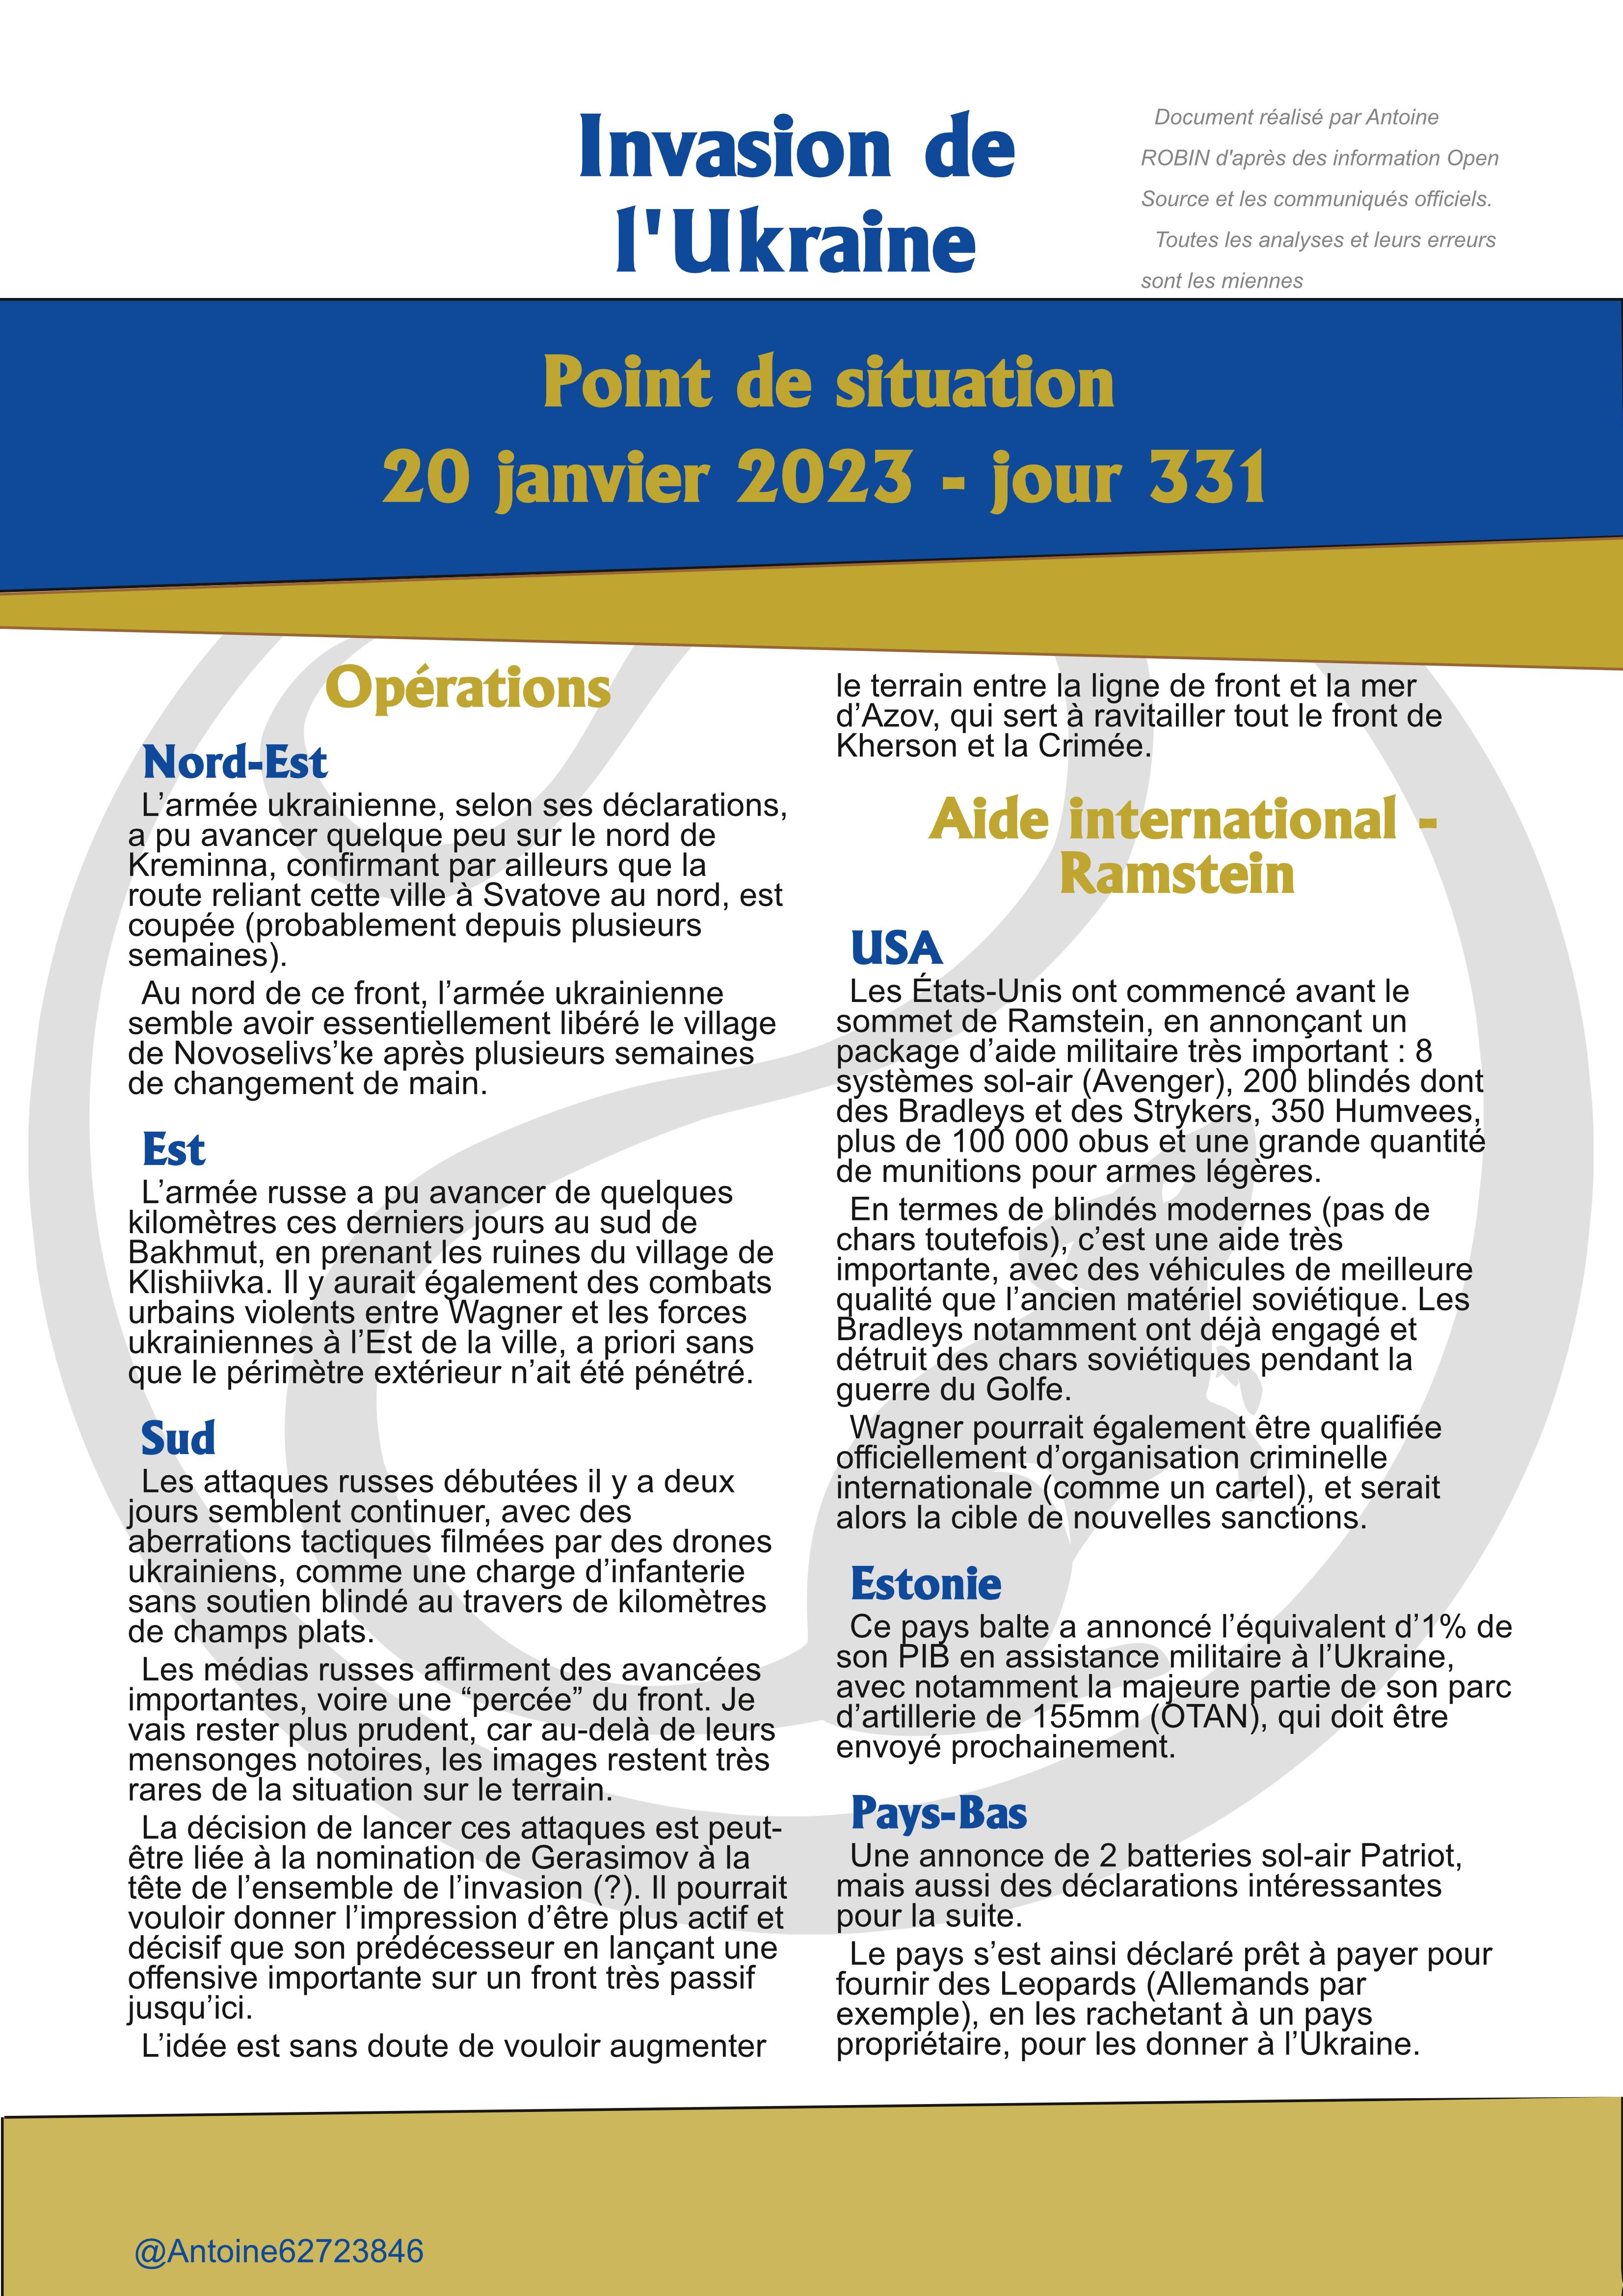 Invasion de
l'Ukraine
Document réalisé par Antoine
ROBIN d'après des information Open
Source et les communiqués officiels.
Toutes les analyses et leurs erreurs
sont les miennes
Point de situation
20 janvier 2023 - jour 331
Opérations
Nord-Est
L’armée ukrainienne, selon ses déclarations,
a pu avancer quelque peu sur le nord de
Kreminna, confirmant par ailleurs que la
route reliant cette ville à Svatove au nord, est
coupée (probablement depuis plusieurs
semaines).
Au nord de ce front, l’armée ukrainienne
semble avoir essentiellement libéré le village
de Novoselivs’ke après plusieurs semaines
de changement de main.
Est
L’armée russe a pu avancer de quelques
kilomètres ces derniers jours au sud de
Bakhmut, en prenant les ruines du village de
Klishiivka. Il y aurait également des combats
urbains violents entre Wagner et les forces
ukrainiennes à l’Est de la ville, a priori sans
que le périmètre extérieur n’ait été pénétré.
Sud
Les attaques russes débutées il y a deux
jours semblent continuer, avec des
aberrations tactiques filmées par des drones
ukrainiens, comme une charge d’infanterie
sans soutien blindé au travers de kilomètres
de champs plats.
Les médias russes affirment des avancées
importantes, voire une “percée” du front. Je
vais rester plus prudent, car au-delà de leurs
mensonges notoires, les images restent très
rares de la situation sur le terrain.
La décision de lancer ces attaques est peut-
être liée à la nomination de Gerasimov à la
tête de l’ensemble de l’invasion (?). Il pourrait
vouloir donner l’impression d’être plus actif et
décisif que son prédécesseur en lançant une
offensive importante sur un front très passif
jusqu’ici.
L’idée est sans doute de vouloir augmenter
le terrain entre la ligne de front et la mer
d’Azov, qui sert à ravitailler tout le front de
Kherson et la Crimée.
Aide international -
Ramstein
USA
Les États-Unis ont commencé avant le
sommet de Ramstein, en annonçant un
package d’aide militaire très important : 8
systèmes sol-air (Avenger), 200 blindés dont
des Bradleys et des Strykers, 350 Humvees,
plus de 100 000 obus et une grande quantité
de munitions pour armes légères.
En termes de blindés modernes (pas de
chars toutefois), c’est une aide très
importante, avec des véhicules de meilleure
qualité que l’ancien matériel soviétique. Les
Bradleys notamment ont déjà engagé et
détruit des chars soviétiques pendant la
guerre du Golfe.
Wagner pourrait également être qualifiée
officiellement d’organisation criminelle
internationale (comme un cartel), et serait
alors la cible de nouvelles sanctions.
Estonie
Ce pays balte a annoncé l’équivalent d’1% de
son PIB en assistance militaire à l’Ukraine,
avec notamment la majeure partie de son parc
d’artillerie de 155mm (OTAN), qui doit être
envoyé prochainement.
Pays-Bas
Une annonce de 2 batteries sol-air Patriot,
mais aussi des déclarations intéressantes
pour la suite.
Le pays s’est ainsi déclaré prêt à payer pour
fournir des Leopards (Allemands par
exemple), en les rachetant à un pays
propriétaire, pour les donner à l’Ukraine.
@Antoine62723846